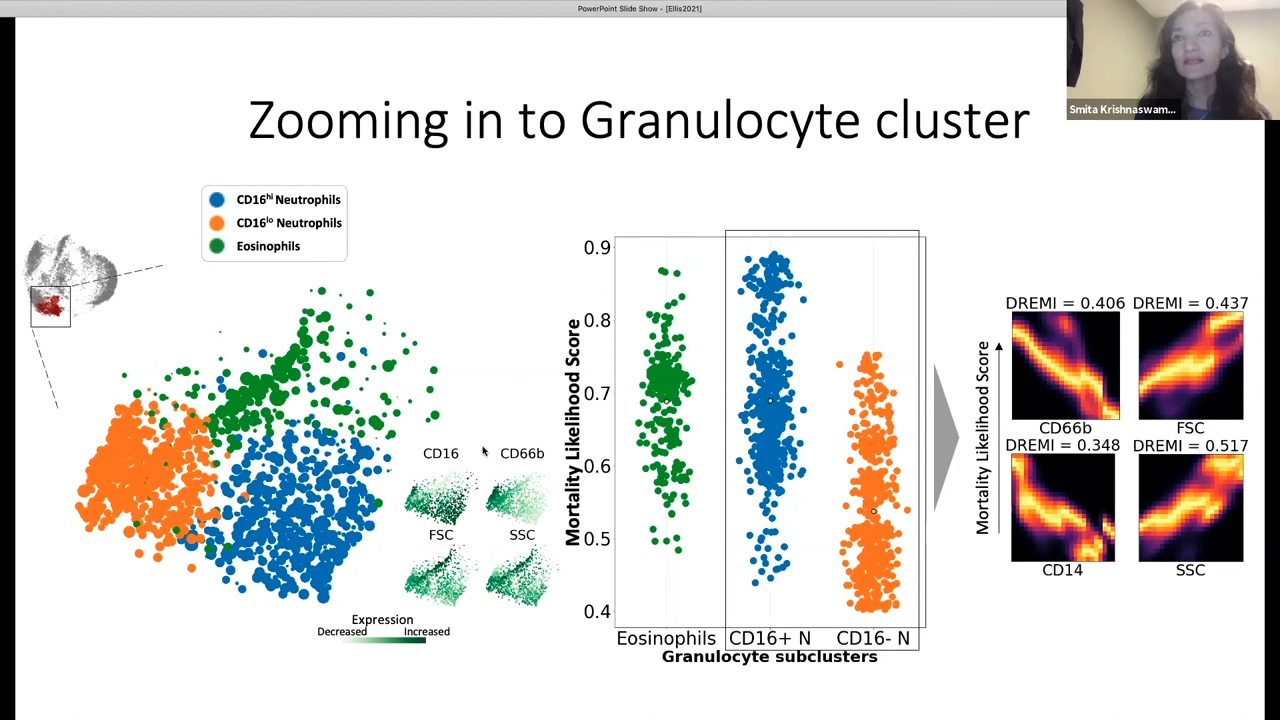 PowerPoint Slide Show - [Ellis2021]
Smita Krishnaswam...
Zooming in to Granulocyte cluster
CD16hi Neutrophils
CD16lo Neutrophils
Eosinophils
CD16
CD66b
FSC
SSC
Expression
Decreased
Increased
Mortality Likelihood Score
0.9
0.8
0.7
0.6
0.5
0.4
Eosinophils
CD16+ N
CD16- N
Granulocyte subclusters
Mortality Likelihood Score
DREMI = 0.406
DREMI = 0.437
CD66b
FSC
DREMI = 0.348
DREMI = 0.517
CD14
SSC